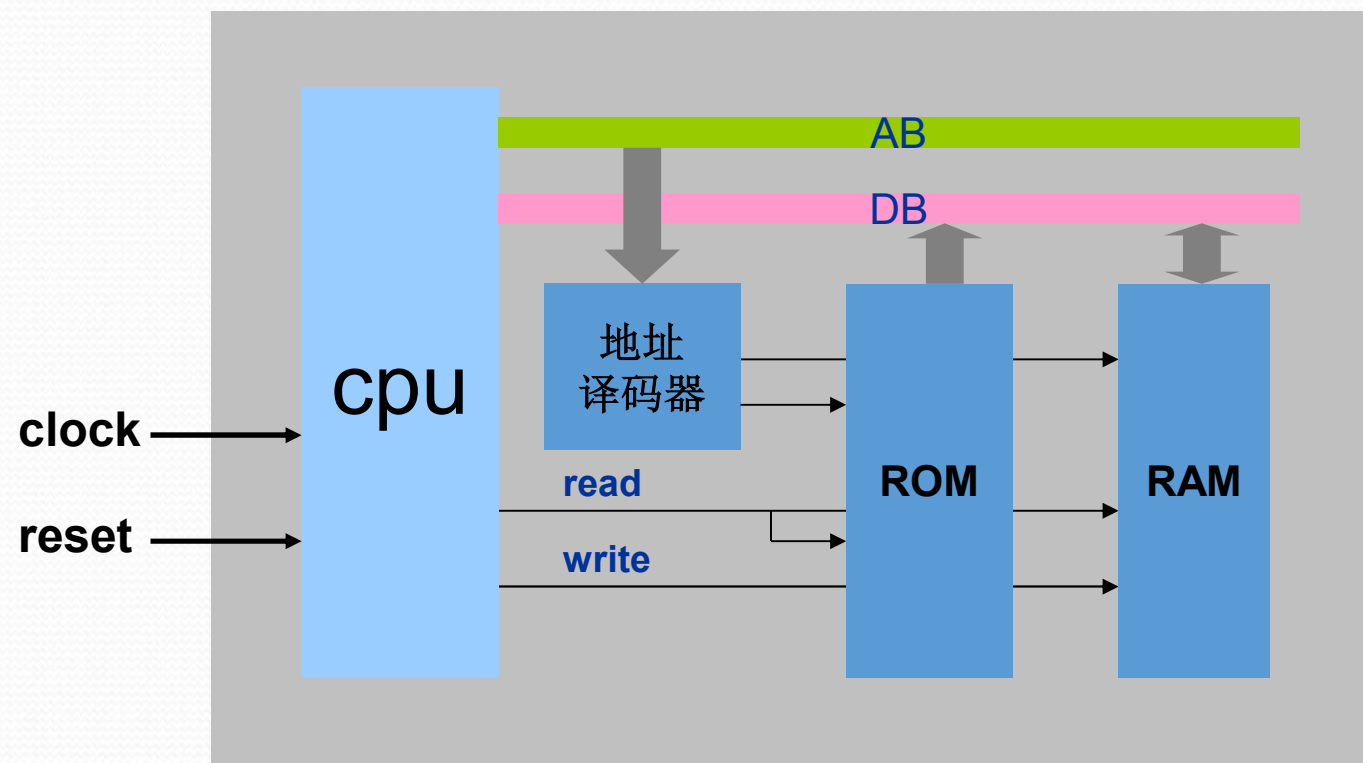 AB
DB
地址
译码器
cpu
clock
read
ROM
RAM
reset
write